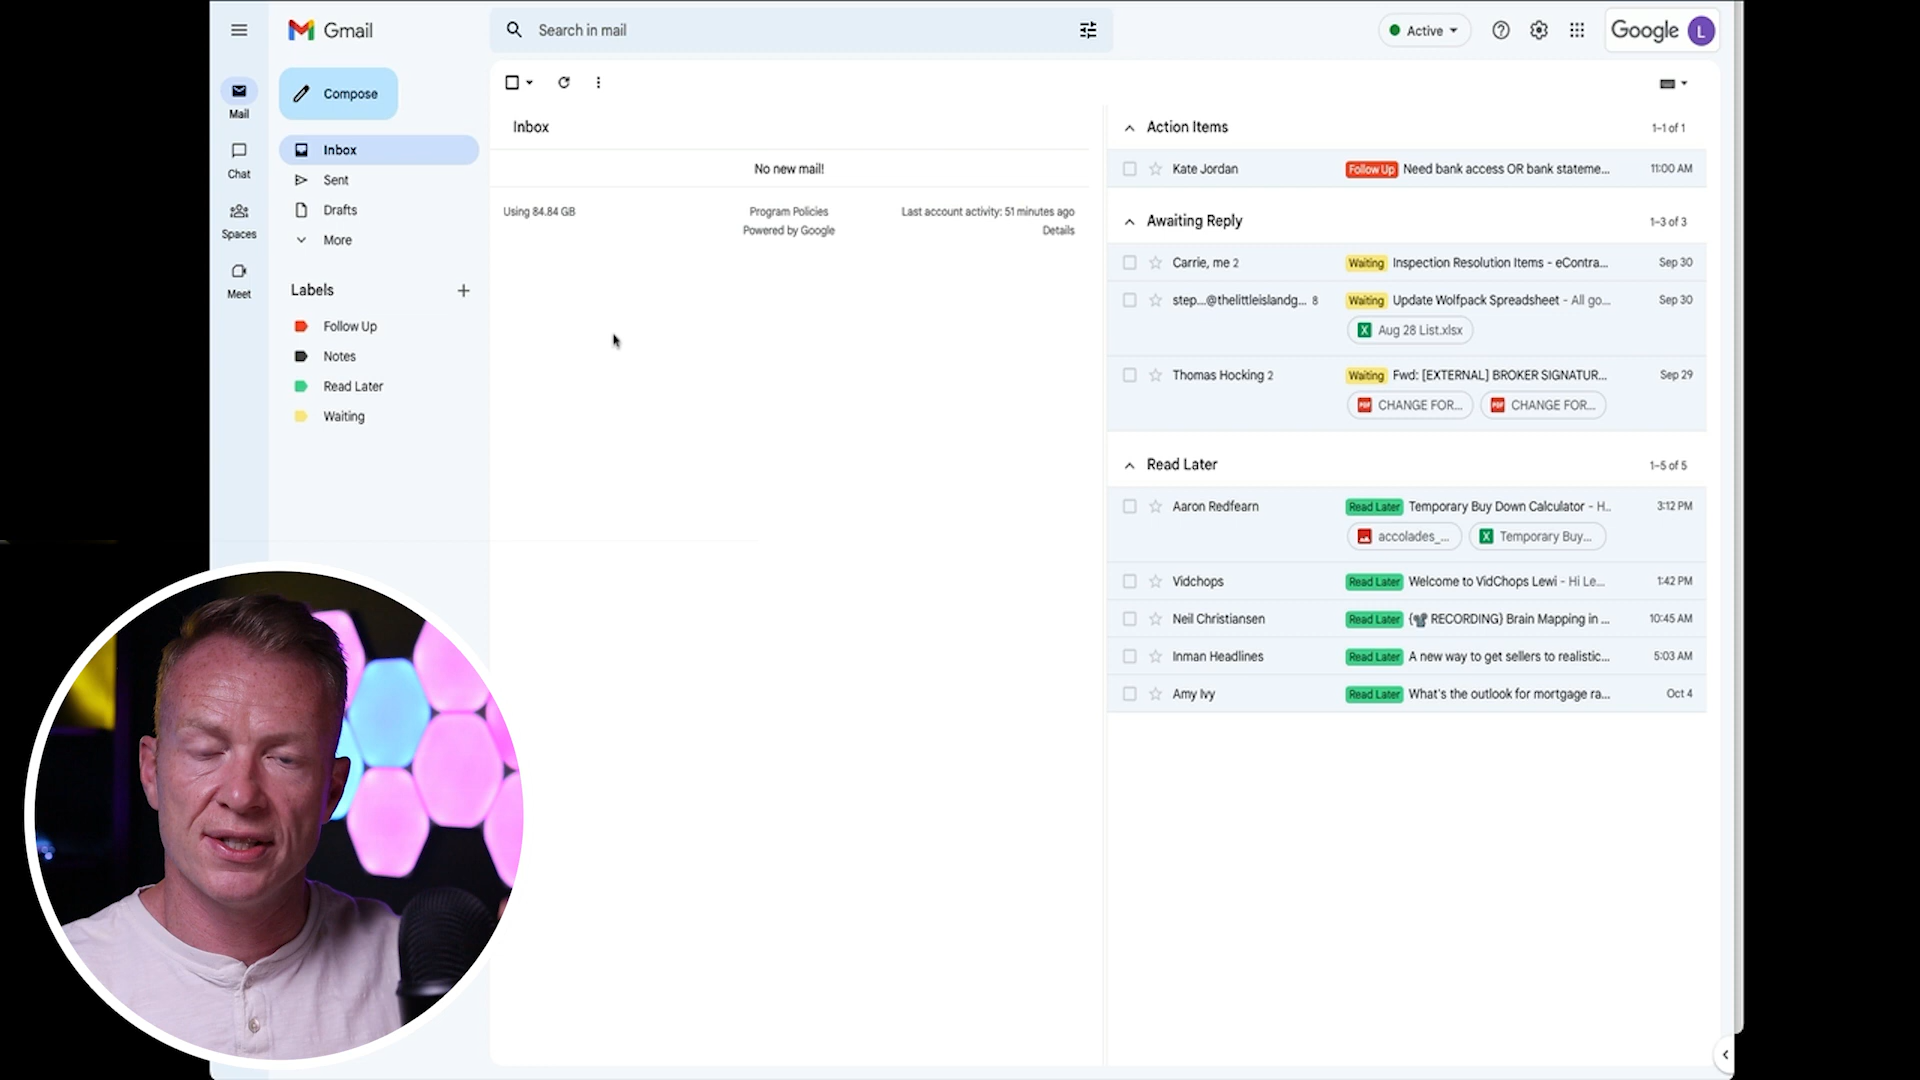 Gmail
Search in mail
Active
Google L
Mail
Chat
Spaces
Meet
Compose
Inbox
Sent
Drafts
More
Labels
Follow Up
Notes
Read Later
Waiting
Inbox
No new mail!
Using 84.84 GB
Program Policies
Powered by Google
Last account activity: 51 minutes ago
Details
Action Items 1–1 of 1
Kate Jordan Follow Up Need bank access OR bank stateme... 11:00 AM
Awaiting Reply 1–3 of 3
Carrie, me 2 Waiting Inspection Resolution Items - eContra... Sep 30
step...@thelittleislandg... 8 Waiting Update Wolfpack Spreadsheet - All go... Sep 30
X Aug 28 List.xlsx
Thomas Hocking 2 Waiting Fwd: [EXTERNAL] BROKER SIGNATUR... Sep 29
PDF CHANGE FOR... PDF CHANGE FOR...
Read Later 1–5 of 5
Aaron Redfearn Read Later Temporary Buy Down Calculator - H.. 3:12 PM
accolades_... X Temporary Buy...
Vidchops Read Later Welcome to VidChops Lewi - Hi Le... 1:42 PM
Neil Christiansen Read Later {📽 RECORDING} Brain Mapping in ... 10:45 AM
Inman Headlines Read Later A new way to get sellers to realistic... 5:03 AM
Amy Ivy Read Later What's the outlook for mortgage ra... Oct 4